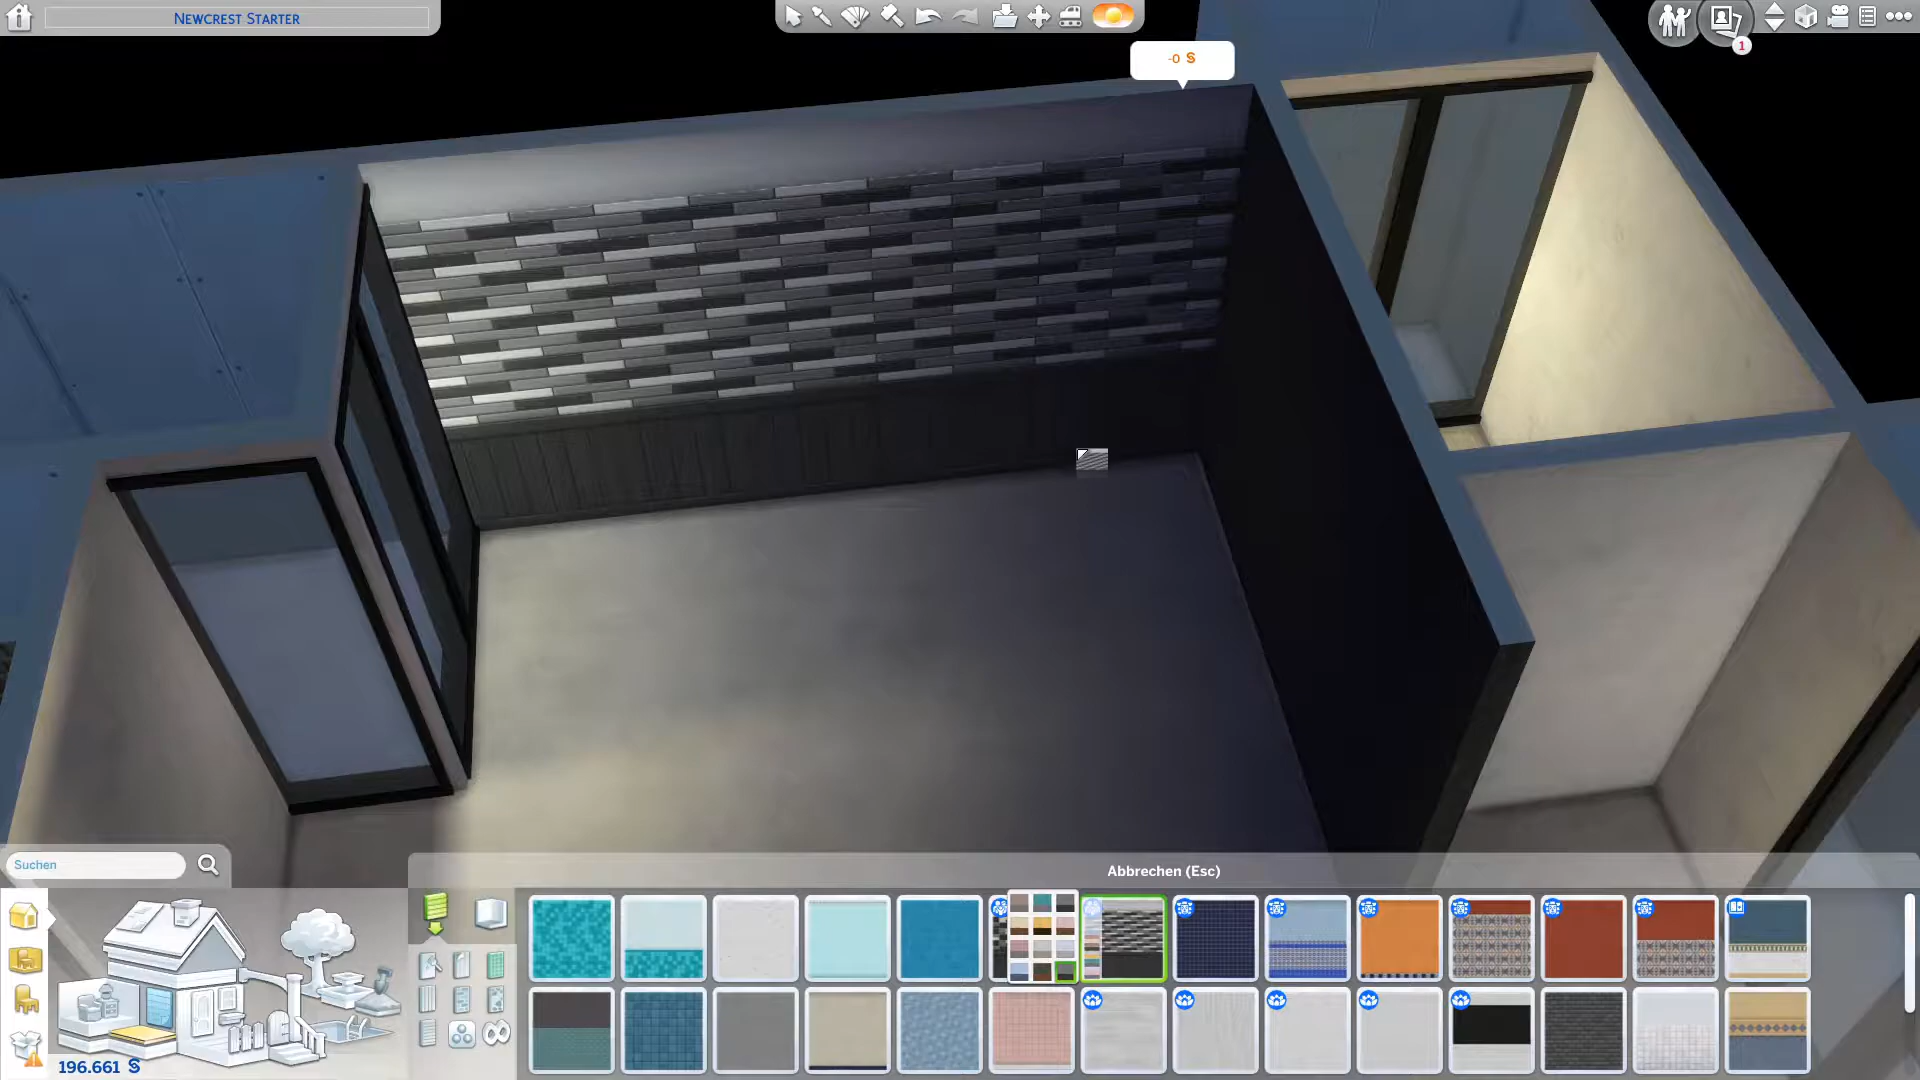 Newcrest Starter
-0 S
1
Abbrechen (Esc)
Suchen
196.661 S